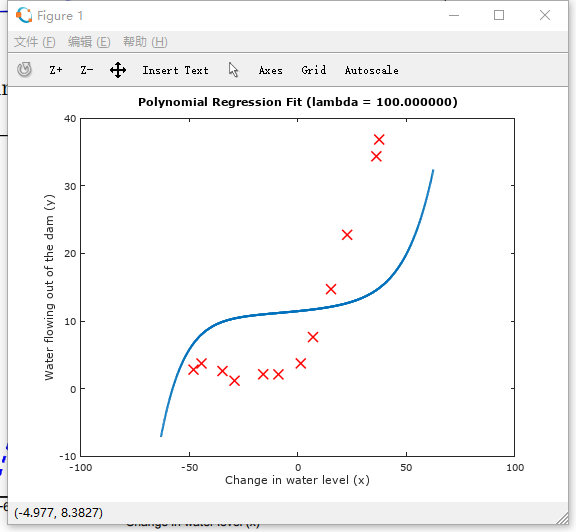 Figure 1
文件 (F) 编辑 (E) 帮助 (H)
Z+ Z- Insert Text Axes Grid Autoscale
Polynomial Regression Fit (lambda = 100.000000)
40
30
20
10
0
-10
Water flowing out of the dam (y)
-100 -50 0 50 100
Change in water level (x)
(-4.977, 8.3827)